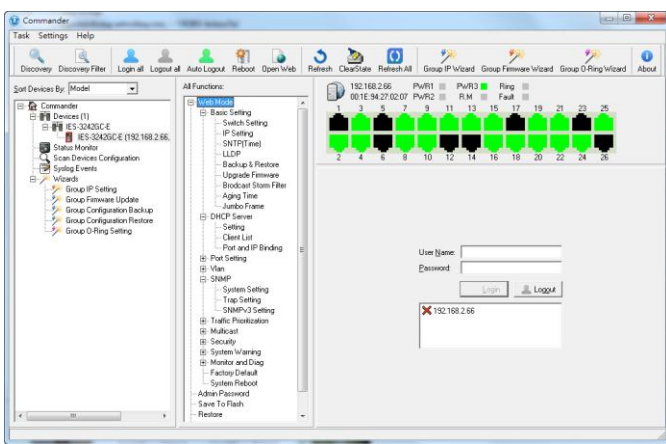 Commander
Task Settings Help
Discovery Discovery Filter Login all Logout all Auto Logout Reboot Open Web Refresh ClearState Refresh All Group IP Wizard Group Firmware Wizard Group O-Ring Wizard About
Sort Devices By: Model
Commander
Devices (1)
IES-3242GC-E
IES-3242GC-E (192.168.2.66.
Status Monitor
Scan Devices Configuration
Syslog Events
Wizards
Group IP Setting
Group Firmware Update
Group Configuration Backup
Group Configuration Restore
Group O-Ring Setting
All Functions:
Web Mode
Basic Setting
Switch Setting
IP Setting
SNTP(Time)
LLDP
Backup & Restore
Upgrade Firmware
Brodcast Storm Filter
Aging Time
Jumbo Frame
DHCP Server
Setting
Client List
Port and IP Binding
Port Setting
Vlan
SNMP
System Setting
Trap Setting
SNMPv3 Setting
Traffic Prioritization
Multicast
Security
System Warning
Monitor and Diag
Factory Default
System Reboot
Admin Password
Save To Flash
Restore
192.168.2.66 PWR1 PWR3 Ring
00:1E:94:27:02:07 PWR2 R.M Fault
1 3 5 7 9 11 13 15 17 19 21 23 25
2 4 6 8 10 12 14 16 18 20 22 24 26
User Name:
Password:
Login Logout
192.168.2.66